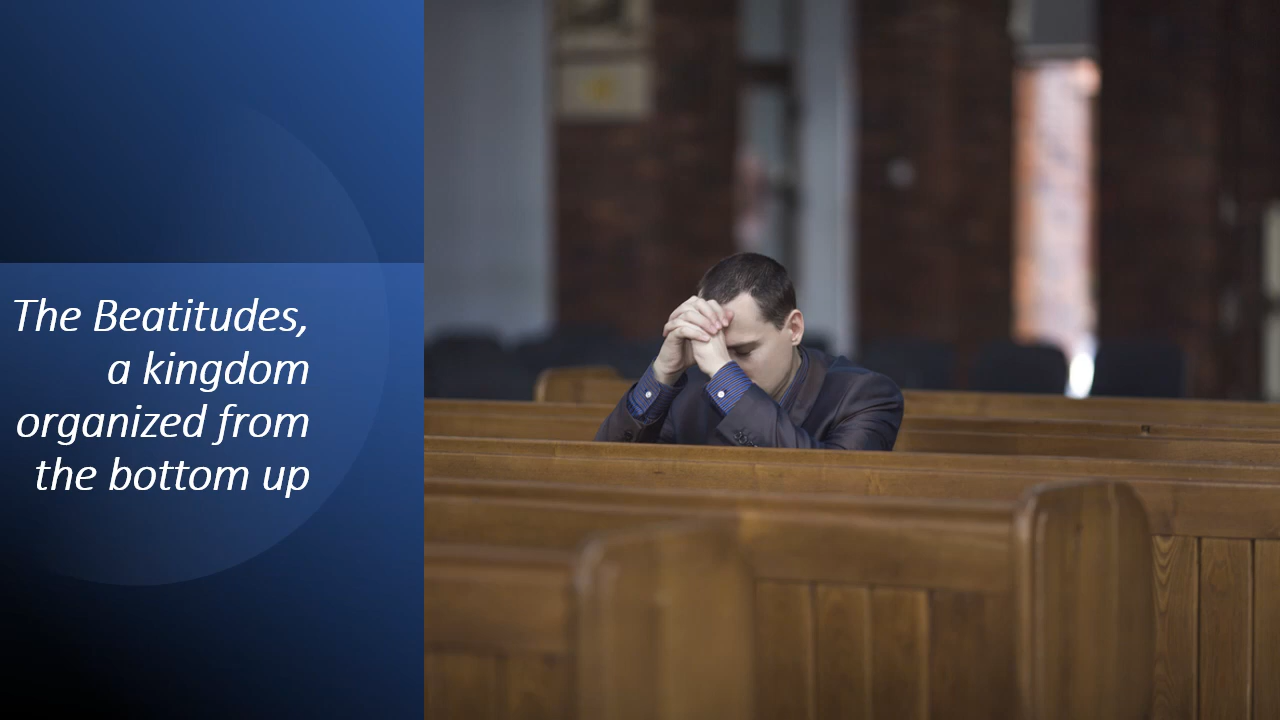 The Beatitudes,
a kingdom
organized from
the bottom up